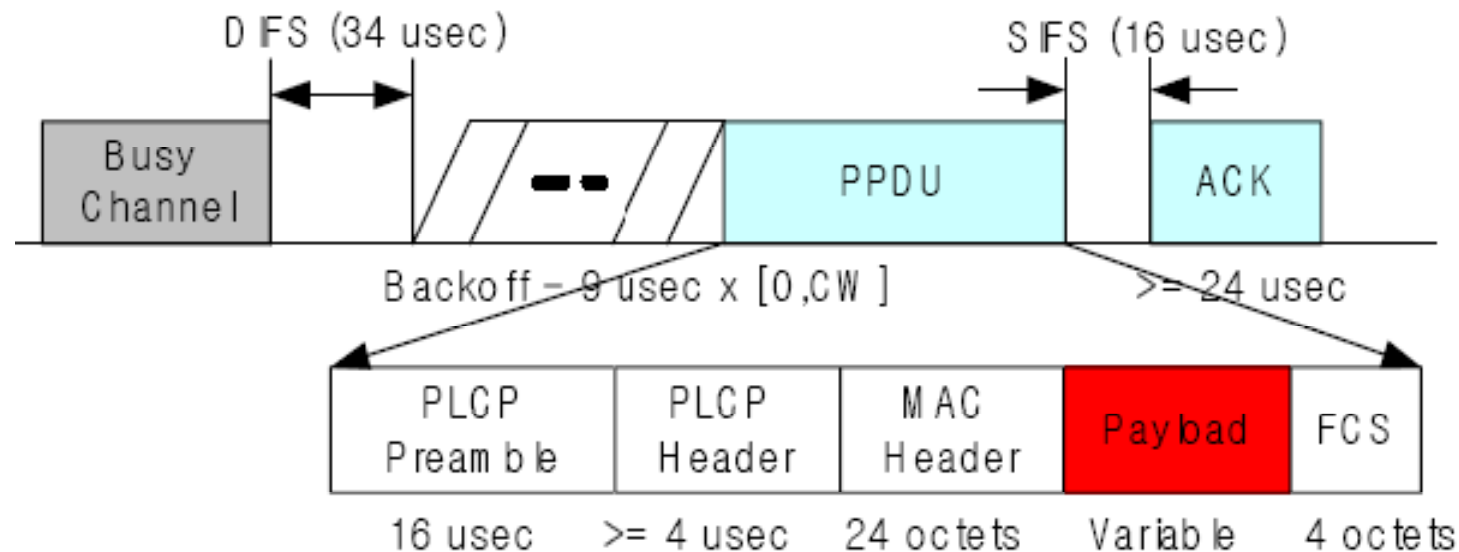 DIFS (34 usec)
SIFS (16 usec)
Busy
Channel
PPDU
ACK
Backoff - 9 usec x [0,CW]
>= 24 usec
PLCP
Preamble
PLCP
Header
MAC
Header
Payload
FCS
16 usec
>= 4 usec
24 octets
Variable
4 octets